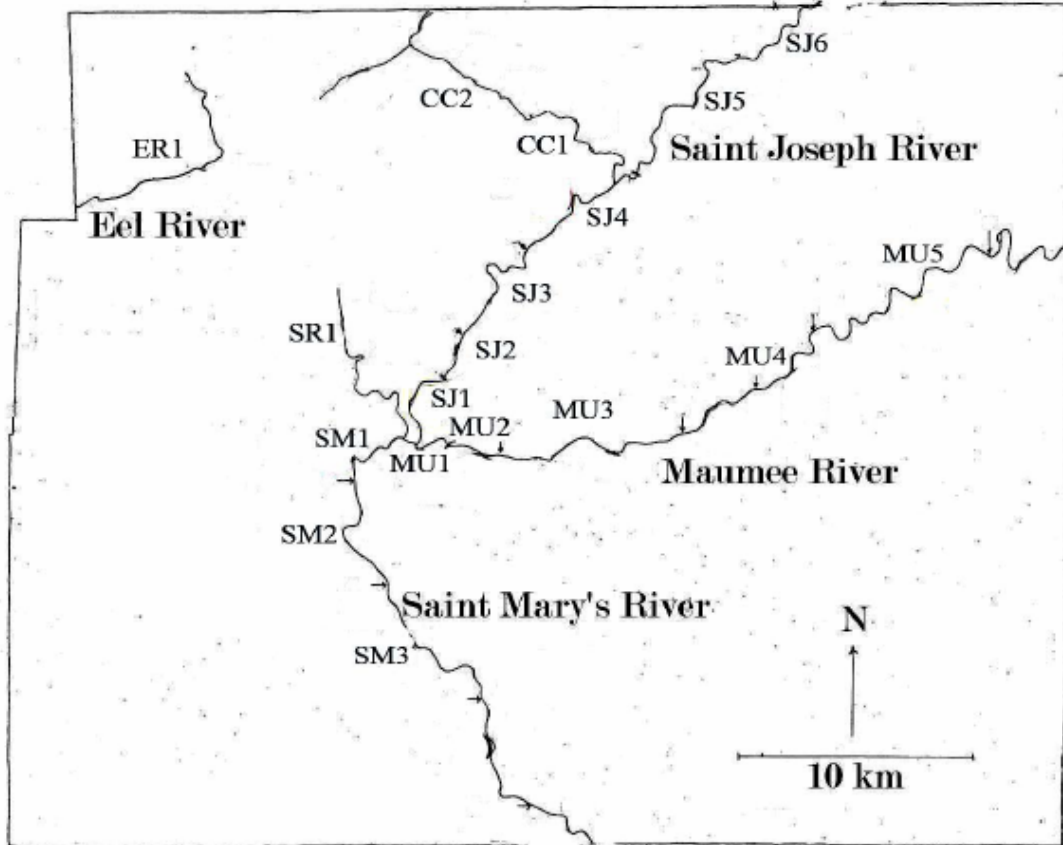 SJ6
CC2
SJ5
ER1
CC1
Saint Joseph River
SJ4
Eel River
MU5
SJ3
SR1
SJ2
MU4
SJ1
MU3
SM1
MU2
MU1
Maumee River
SM2
Saint Mary's River
N
SM3
10 km